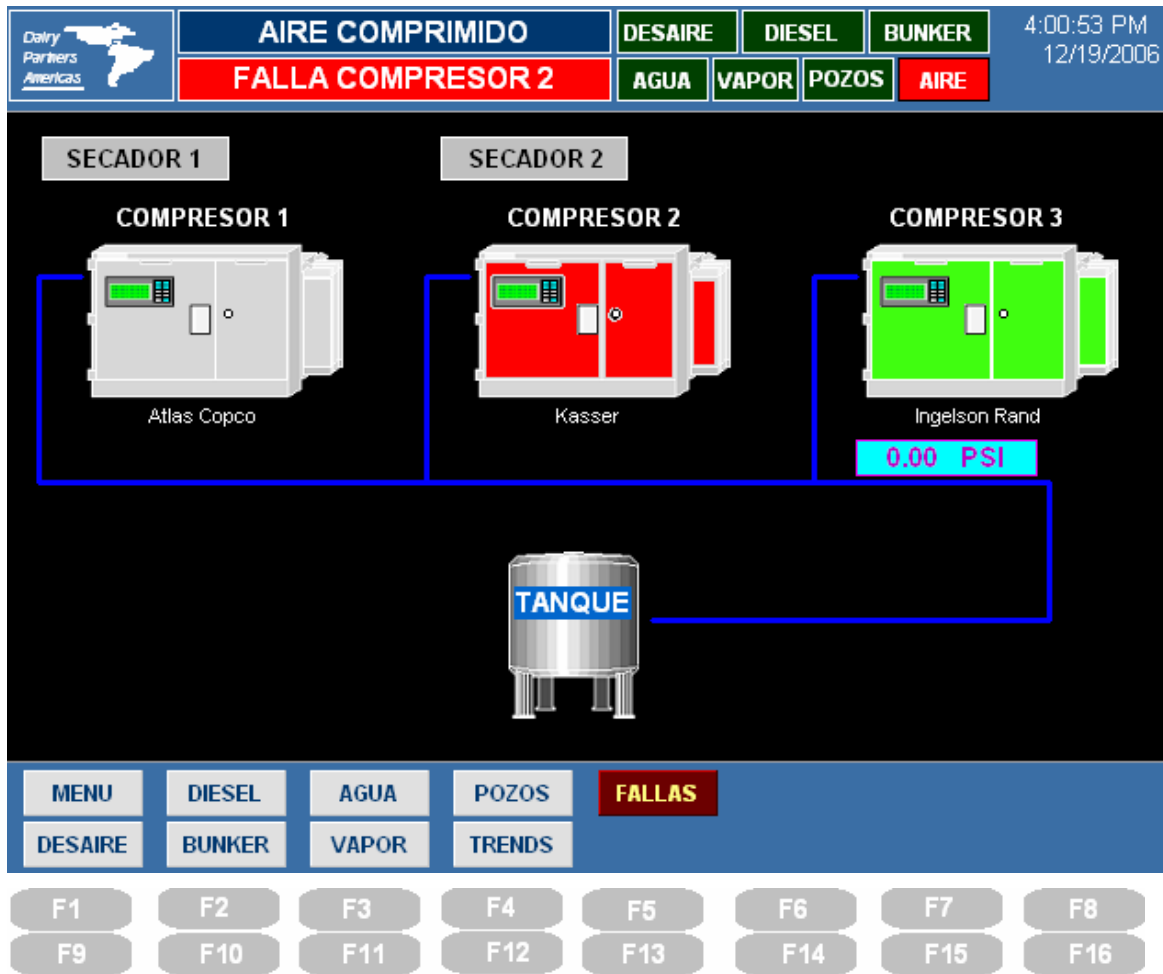 Dairy
Partners
Americas
AIRE COMPRIMIDO
FALLA COMPRESOR 2
DESAIRE
DIESEL
BUNKER
AGUA
VAPOR
POZOS
AIRE
4:00:53 PM
12/19/2006
SECADOR 1
SECADOR 2
COMPRESOR 1
COMPRESOR 2
COMPRESOR 3
Atlas Copco
Kasser
Ingelson Rand
0.00 PSI
TANQUE
MENU
DIESEL
AGUA
POZOS
FALLAS
DESAIRE
BUNKER
VAPOR
TRENDS
F1
F2
F3
F4
F5
F6
F7
F8
F9
F10
F11
F12
F13
F14
F15
F16